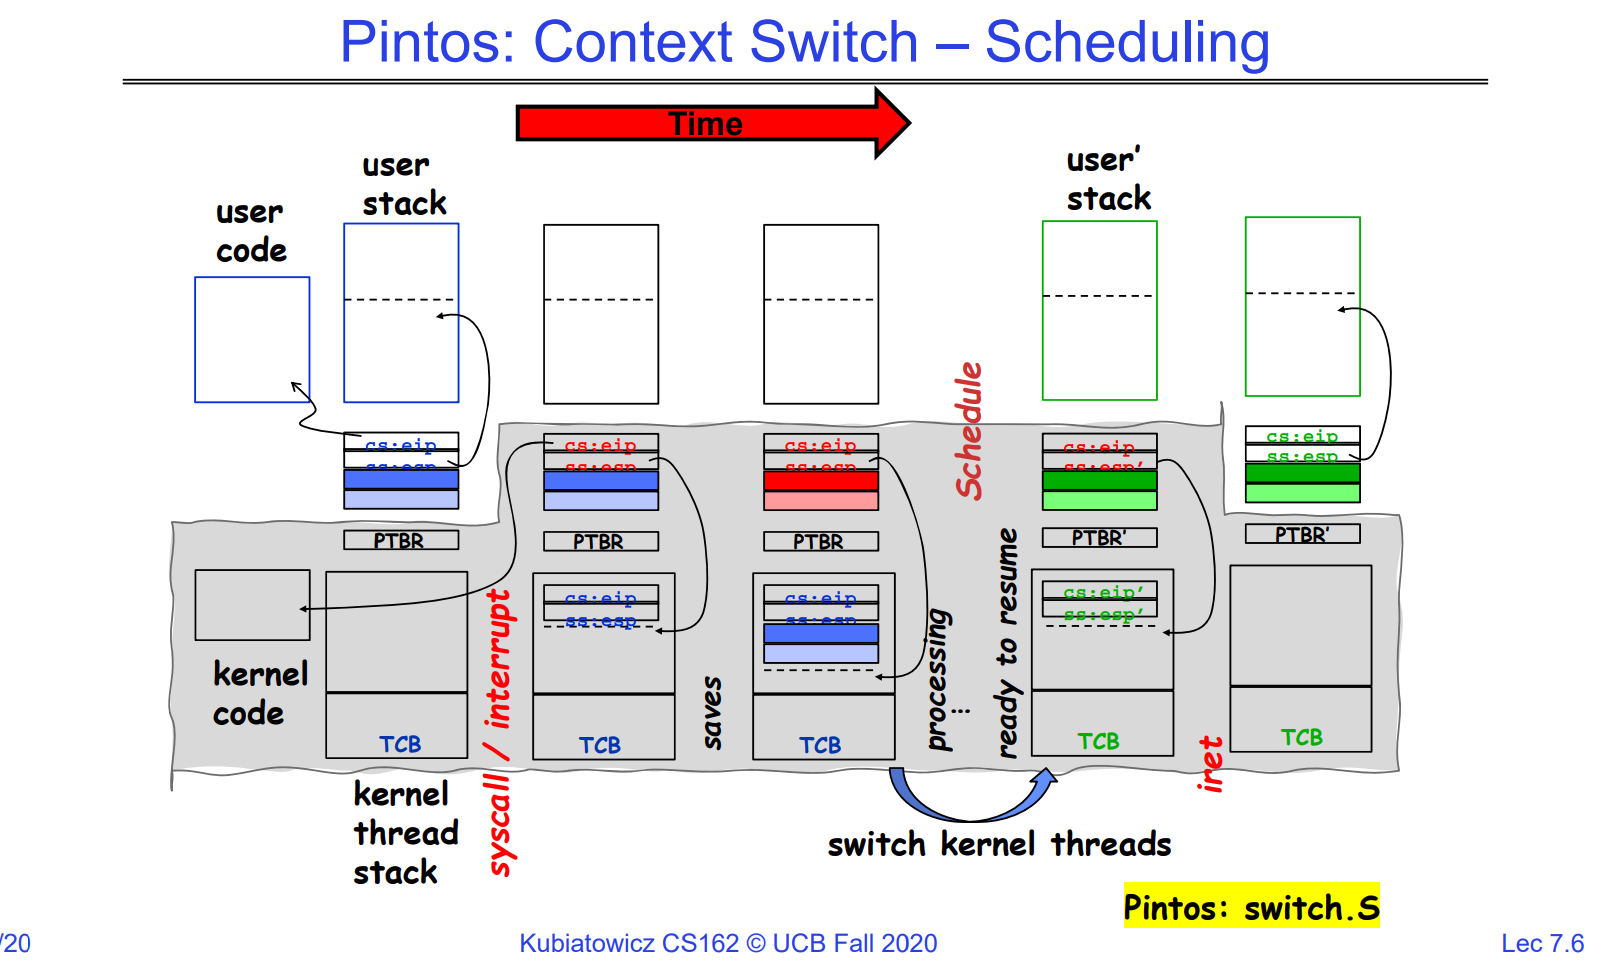 Pintos: Context Switch – Scheduling
Time
user
code
user
stack
user’
stack
cs:eip
ss:esp
cs:eip
ss:esp
cs:eip
ss:esp
Schedule
cs:eip
ss:esp’
cs:eip
ss:esp
PTBR
PTBR
PTBR
PTBR’
PTBR’
kernel
code
TCB
kernel
thread
stack
syscall / interrupt
cs:eip
ss:esp
TCB
saves
cs:eip
ss:esp
TCB
processing
...
ready to resume
cs:eip’
ss:esp’
TCB
iret
TCB
switch kernel threads
Pintos: switch.S
/20
Kubiatowicz CS162 © UCB Fall 2020
Lec 7.6